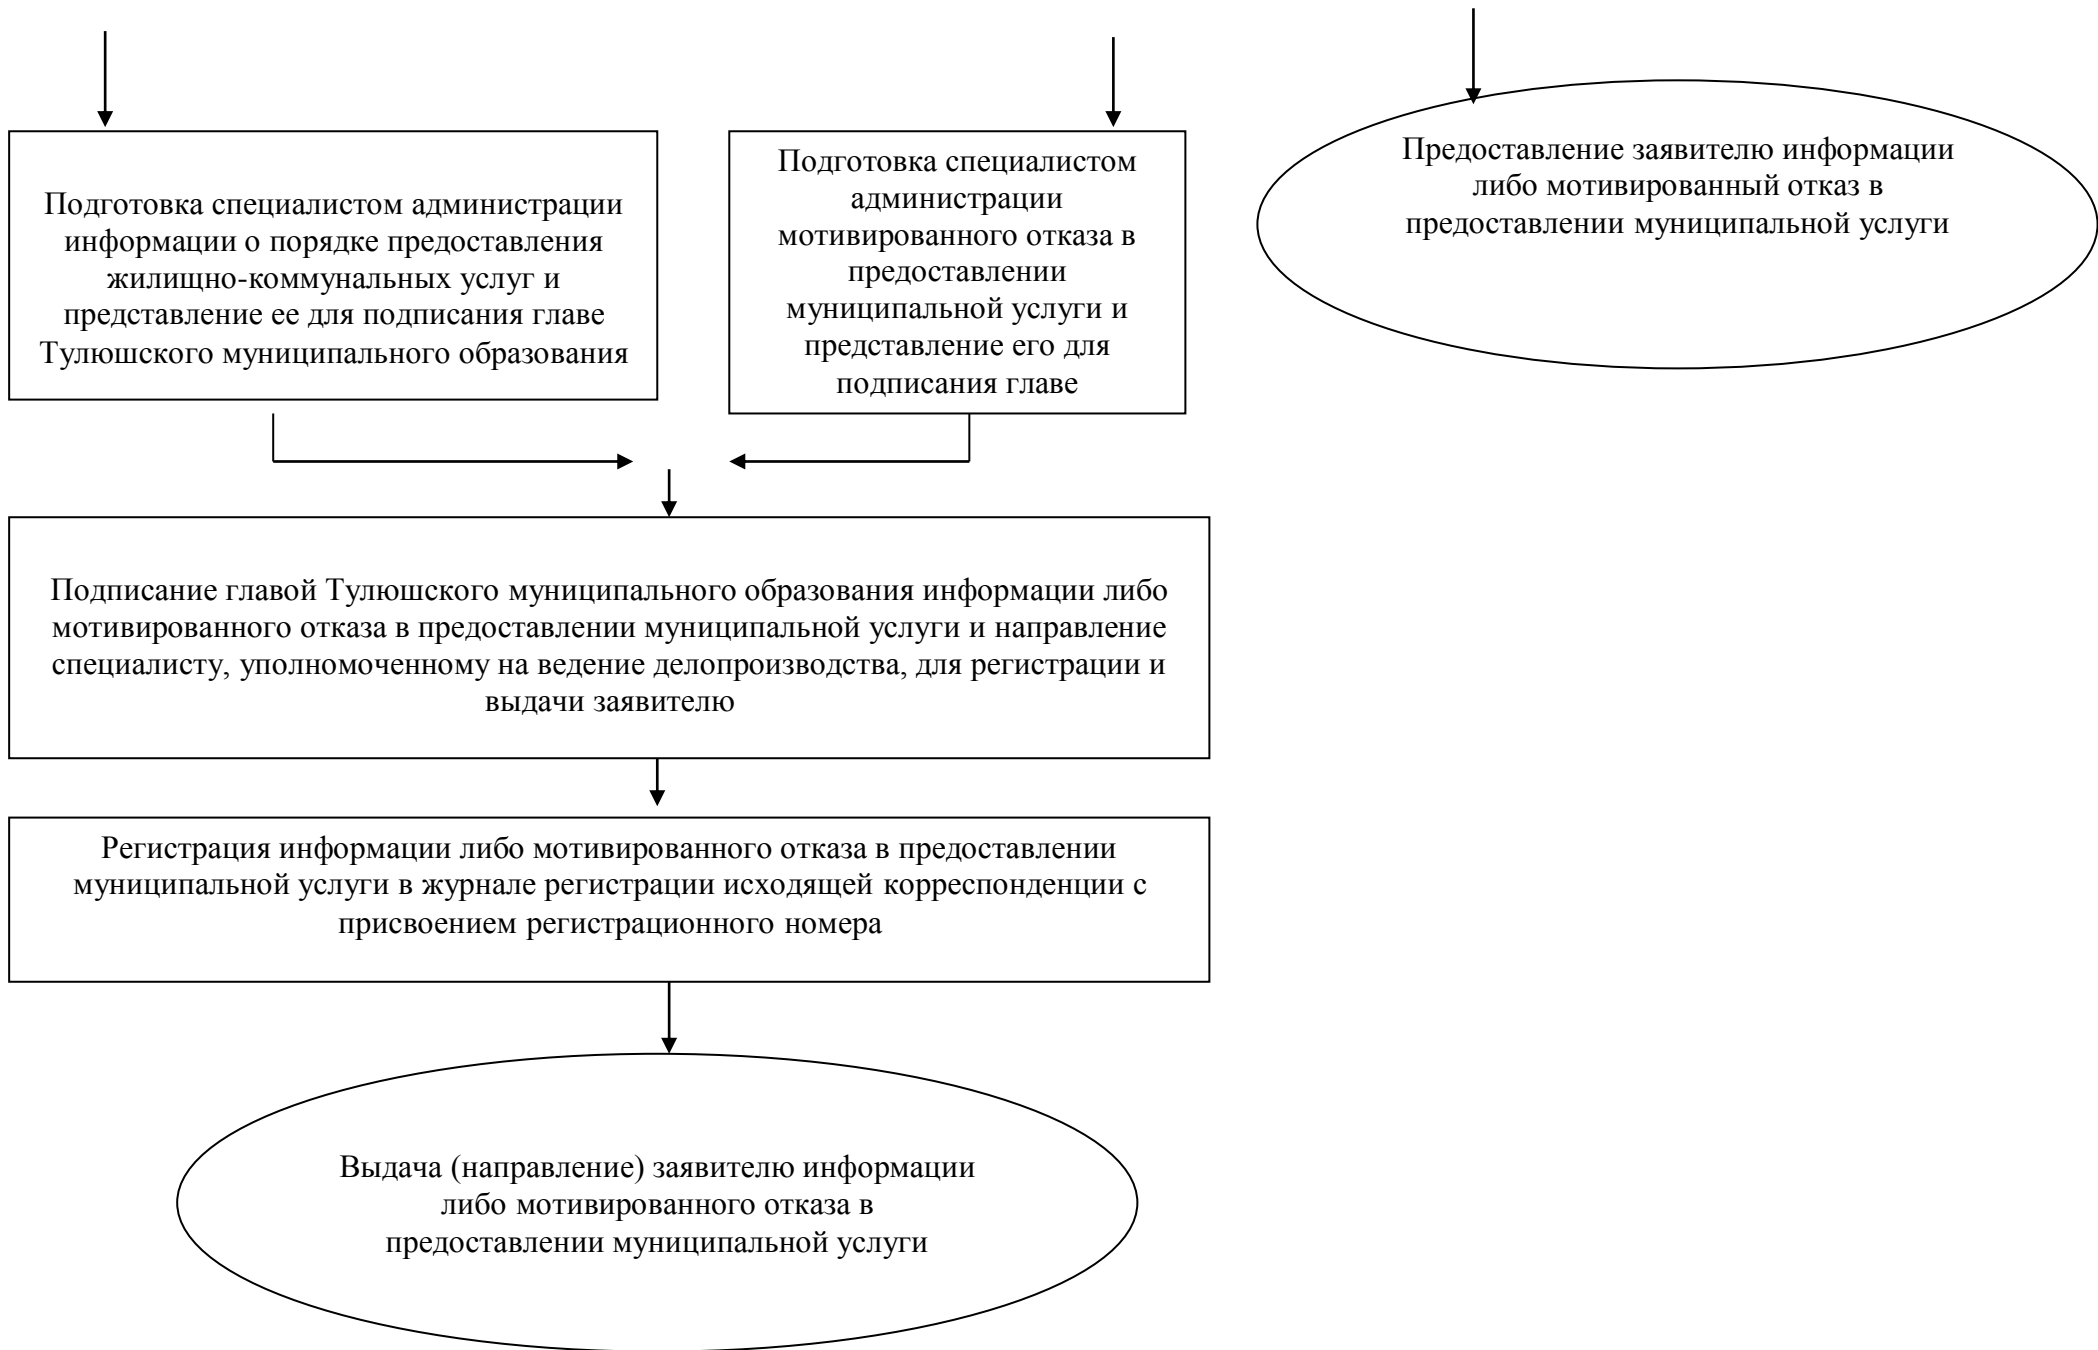 Подготовка специалистом администрации
информации о порядке предоставления
жилищно-коммунальных услуг и
представление ее для подписания главе
Тулюшского муниципального образования
Подготовка специалистом
администрации
мотивированного отказа в
предоставлении
муниципальной услуги и
представление его для
подписания главе
Предоставление заявителю информации
либо мотивированный отказ в
предоставлении муниципальной услуги
Подписание главой Тулюшского муниципального образования информации либо
мотивированного отказа в предоставлении муниципальной услуги и направление
специалисту, уполномоченному на ведение делопроизводства, для регистрации и
выдачи заявителю
Регистрация информации либо мотивированного отказа в предоставлении
муниципальной услуги в журнале регистрации исходящей корреспонденции с
присвоением регистрационного номера
Выдача (направление) заявителю информации
либо мотивированного отказа в
предоставлении муниципальной услуги